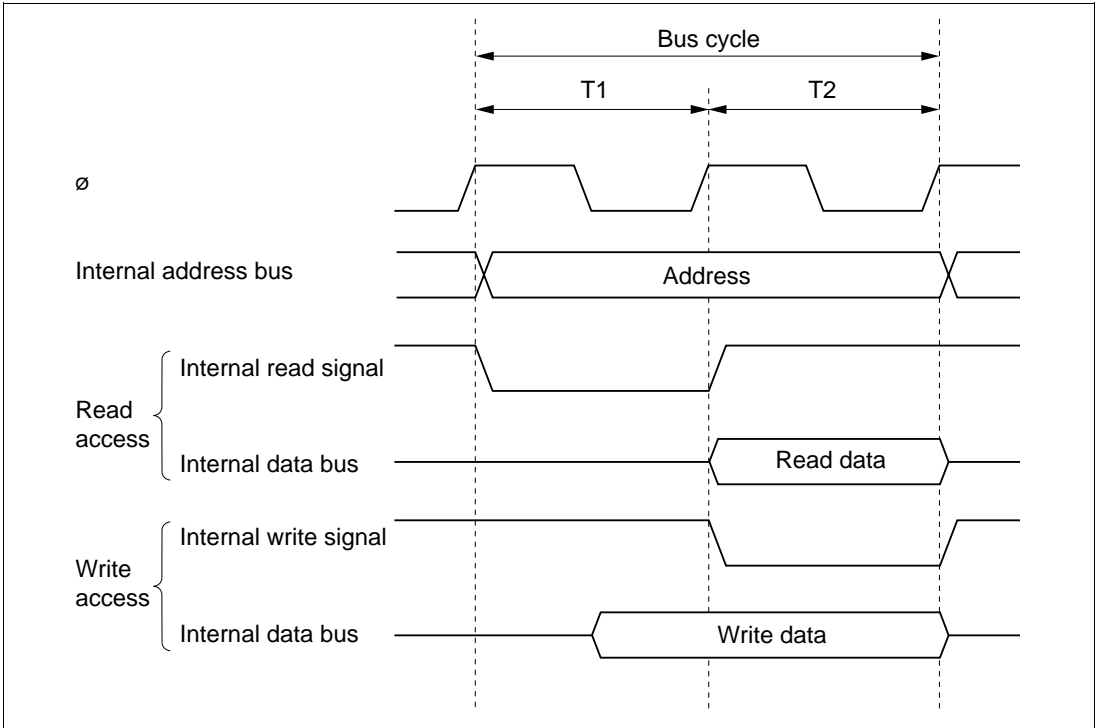 Bus cycle
T1 T2
ø
Internal address bus Address
Internal read signal
Read
access
Internal data bus Read data
Internal write signal
Write
access
Internal data bus Write data